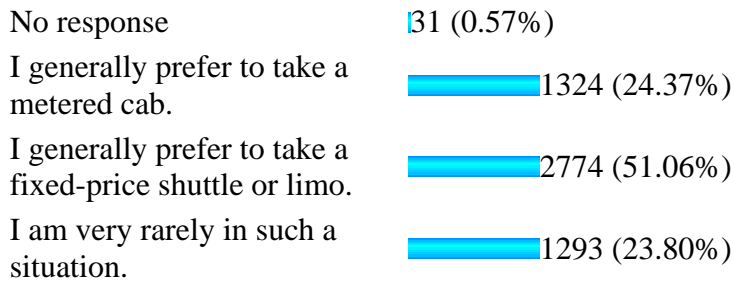 No response 31 (0.57%)
I generally prefer to take a
metered cab. 1324 (24.37%)
I generally prefer to take a
fixed-price shuttle or limo. 2774 (51.06%)
I am very rarely in such a
situation. 1293 (23.80%)